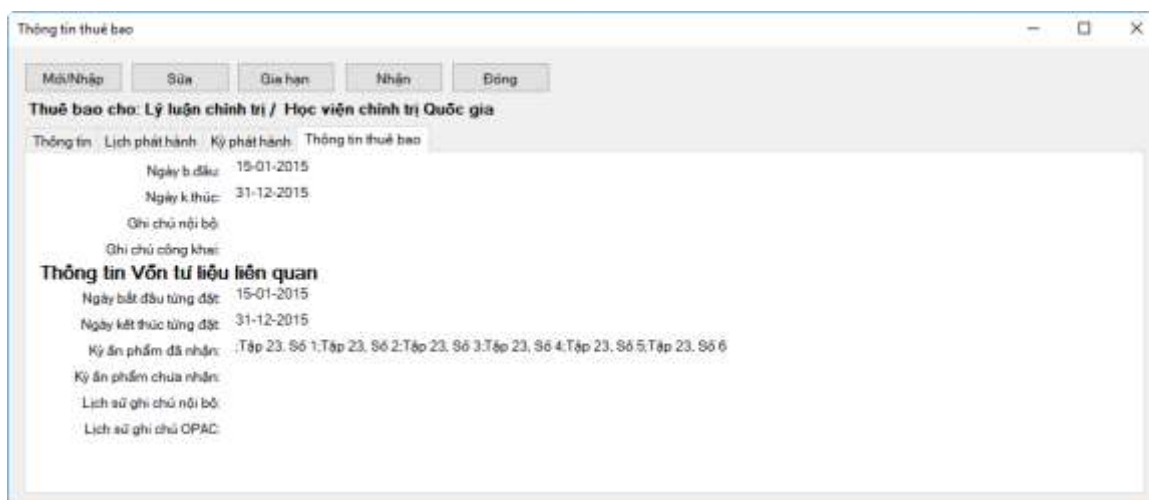 Thông tin thuê bao
Mới/Nhập Sửa Gia hạn Nhận Đóng
Thuê bao cho: Lý luận chính trị / Học viện chính trị Quốc gia
Thông tin Lịch phát hành Kỳ phát hành Thông tin thuê bao
Ngày b.đầu: 15-01-2015
Ngày k.thúc: 31-12-2015
Ghi chú nội bộ:
Ghi chú công khai:
Thông tin Vốn tư liệu liên quan
Ngày bắt đầu từng đặt: 15-01-2015
Ngày kết thúc từng đặt: 31-12-2015
Kỳ ấn phẩm đã nhận: ;Tập 23, Số 1;Tập 23, Số 2;Tập 23, Số 3;Tập 23, Số 4;Tập 23, Số 5;Tập 23, Số 6
Kỳ ấn phẩm chưa nhận:
Lịch sử ghi chú nội bộ:
Lịch sử ghi chú OPAC: